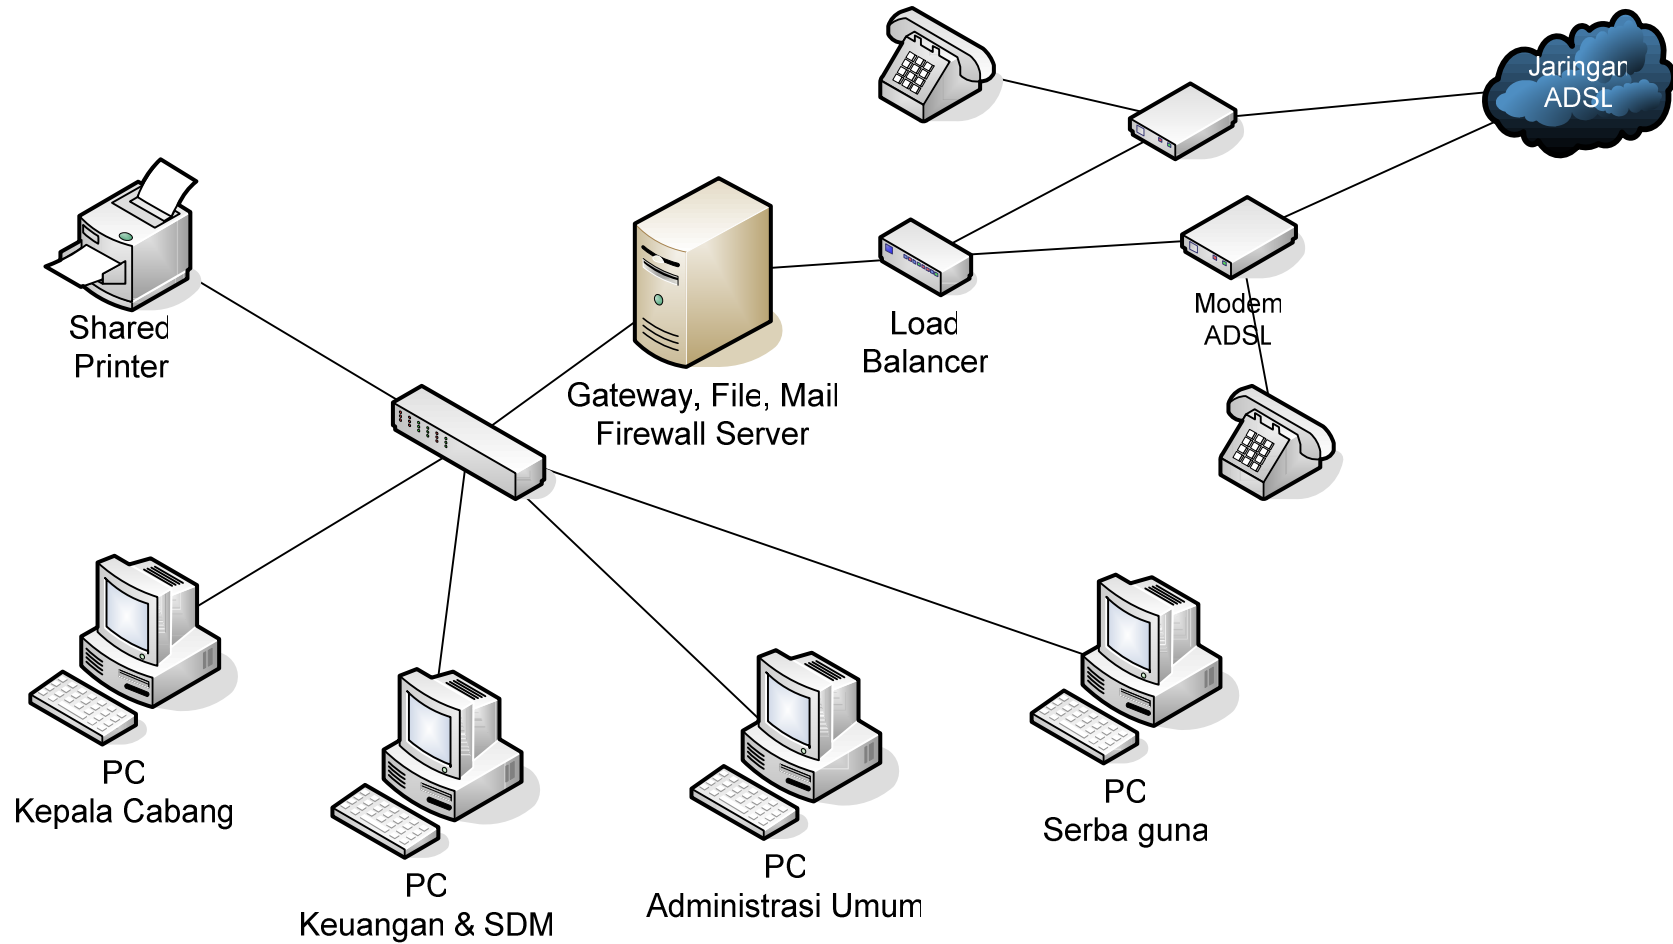 Jaringan
ADSL
Shared
Printer
Gateway, File, Mail
Firewall Server
Load
Balancer
Modem
ADSL
PC
Kepala Cabang
PC
Keuangan & SDM
PC
Administrasi Umum
PC
Serba guna